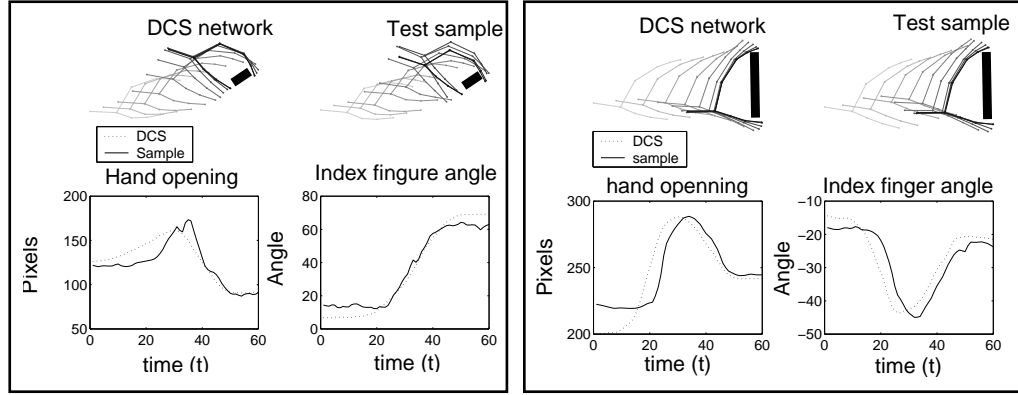 DCS network
Test sample
DCS
Sample
Hand opening
Index fingure angle
200
150
100
50
Pixels
0
20
40
60
time (t)
80
60
40
20
0
Angle
0
20
40
60
time (t)
DCS network
Test sample
DCS
sample
hand openning
Index finger angle
300
250
200
Pixels
0
20
40
60
time (t)
−10
−20
−30
−40
−50
Angle
0
20
40
60
time (t)